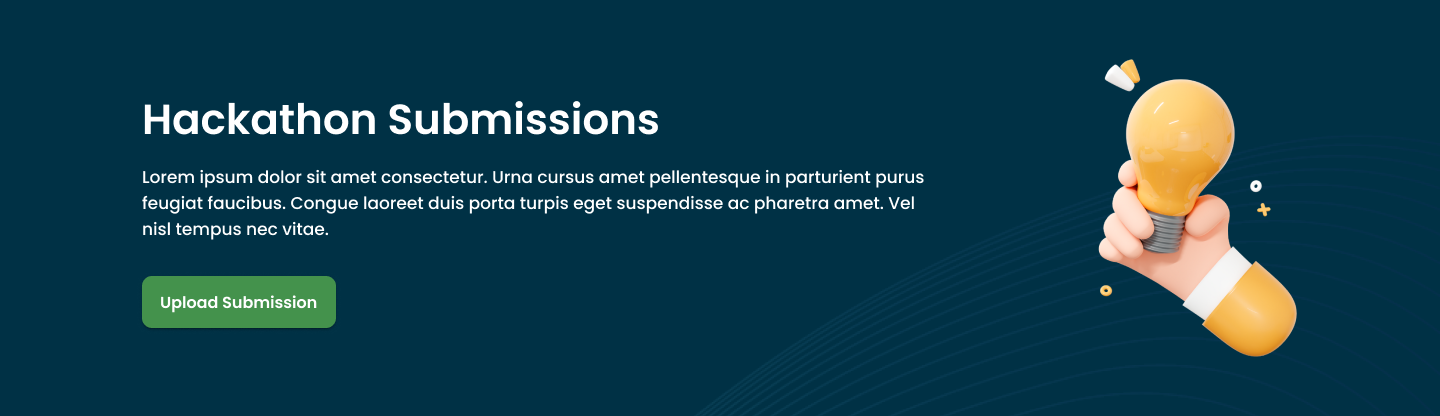 Hackathon Submissions
Lorem ipsum dolor sit amet consectetur. Urna cursus amet pellentesque in parturient purus
feugiat faucibus. Congue laoreet duis porta turpis eget suspendisse ac pharetra amet. Vel
nisl tempus nec vitae.
Upload Submission